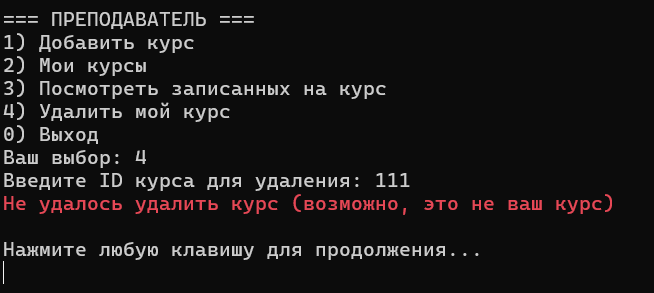 === ПРЕПОДАВАТЕЛЬ ===
1) Добавить курс
2) Мои курсы
3) Посмотреть записанных на курс
4) Удалить мой курс
0) Выход
Ваш выбор: 4
Введите ID курса для удаления: 111
Не удалось удалить курс (возможно, это не ваш курс)
Нажмите любую клавишу для продолжения...